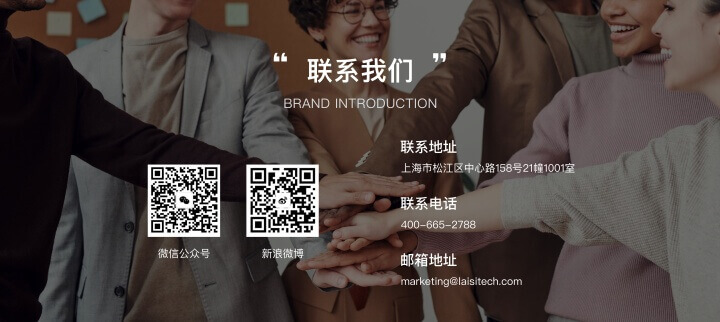 “ 联系我们 ”
BRAND INTRODUCTION
联系地址
上海市松江区中心路158号21幢1001室
联系电话
400-665-2788
邮箱地址
marketing@laisitech.com
微信公众号
新浪微博